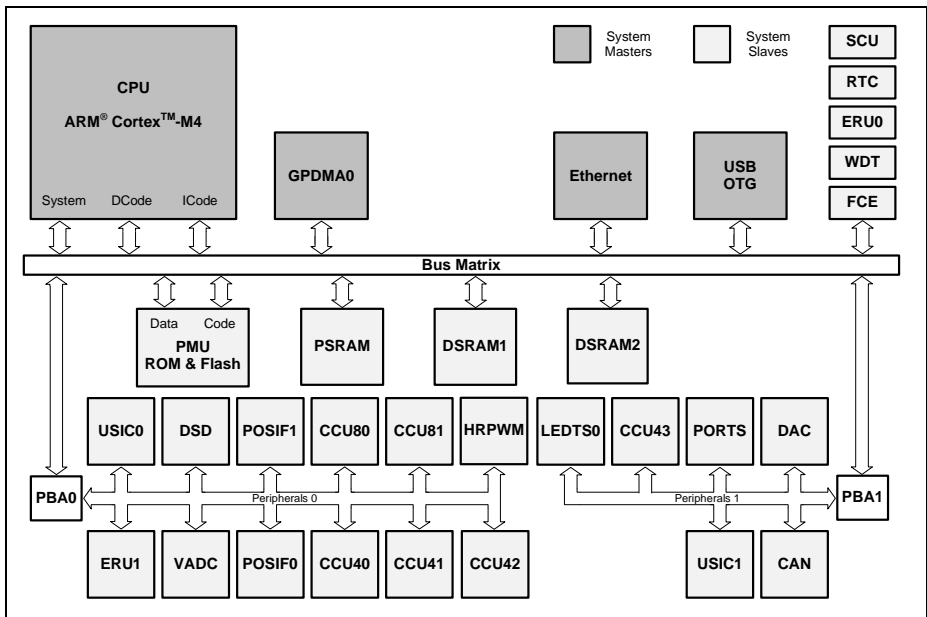 CPU
ARM® Cortex™-M4
System DCode ICode
GPDMA0
System
Masters
System
Slaves
Ethernet
USB
OTG
SCU
RTC
ERU0
WDT
FCE
Bus Matrix
Data Code
PMU
ROM & Flash
PSRAM
DSRAM1
DSRAM2
USIC0
DSD
POSIF1
CCU80
CCU81
HRPWM
LEDTS0
CCU43
PORTS
DAC
PBA0
Peripherals 0
Peripherals 1
PBA1
ERU1
VADC
POSIF0
CCU40
CCU41
CCU42
USIC1
CAN